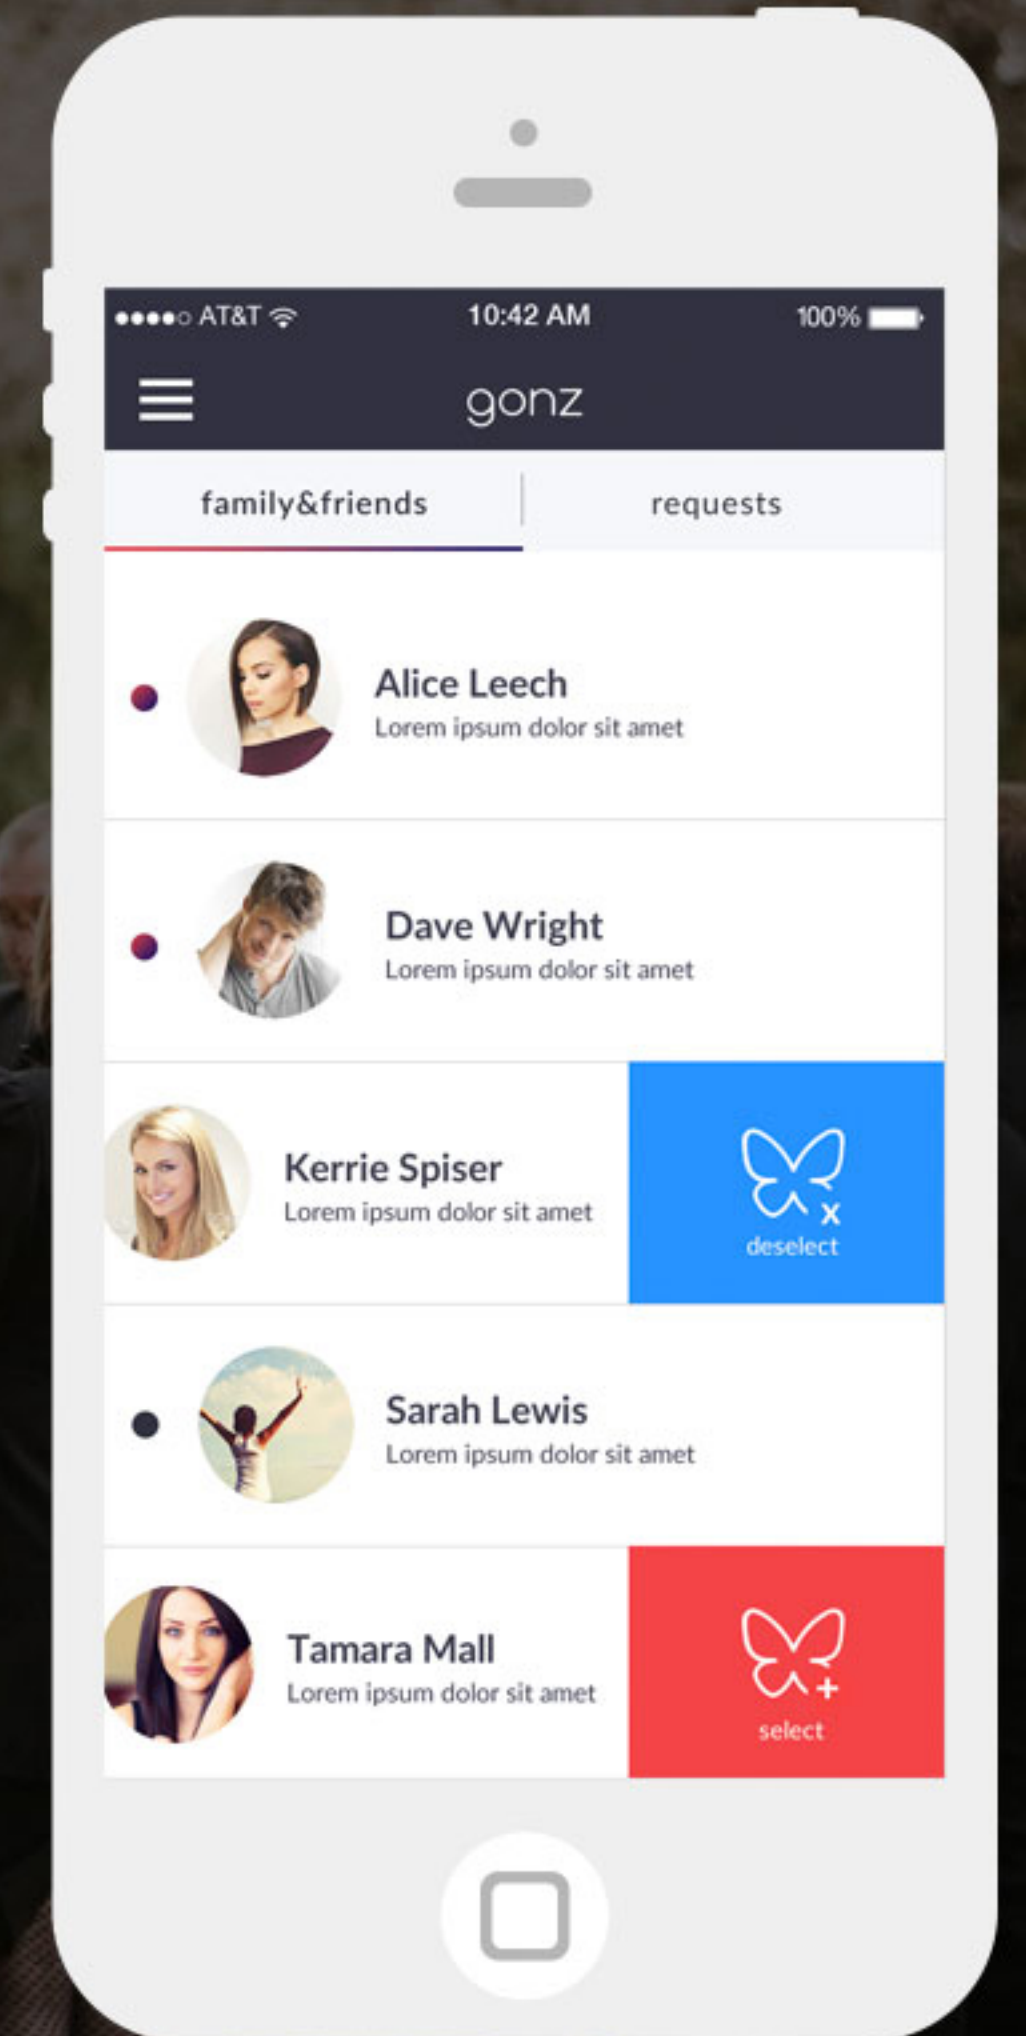 AT&T 10:42 AM 100%
gonz
family&friends requests
Alice Leech
Lorem ipsum dolor sit amet
Dave Wright
Lorem ipsum dolor sit amet
Kerrie Spiser
Lorem ipsum dolor sit amet
x
deselect
Sarah Lewis
Lorem ipsum dolor sit amet
Tamara Mall
Lorem ipsum dolor sit amet
+
select